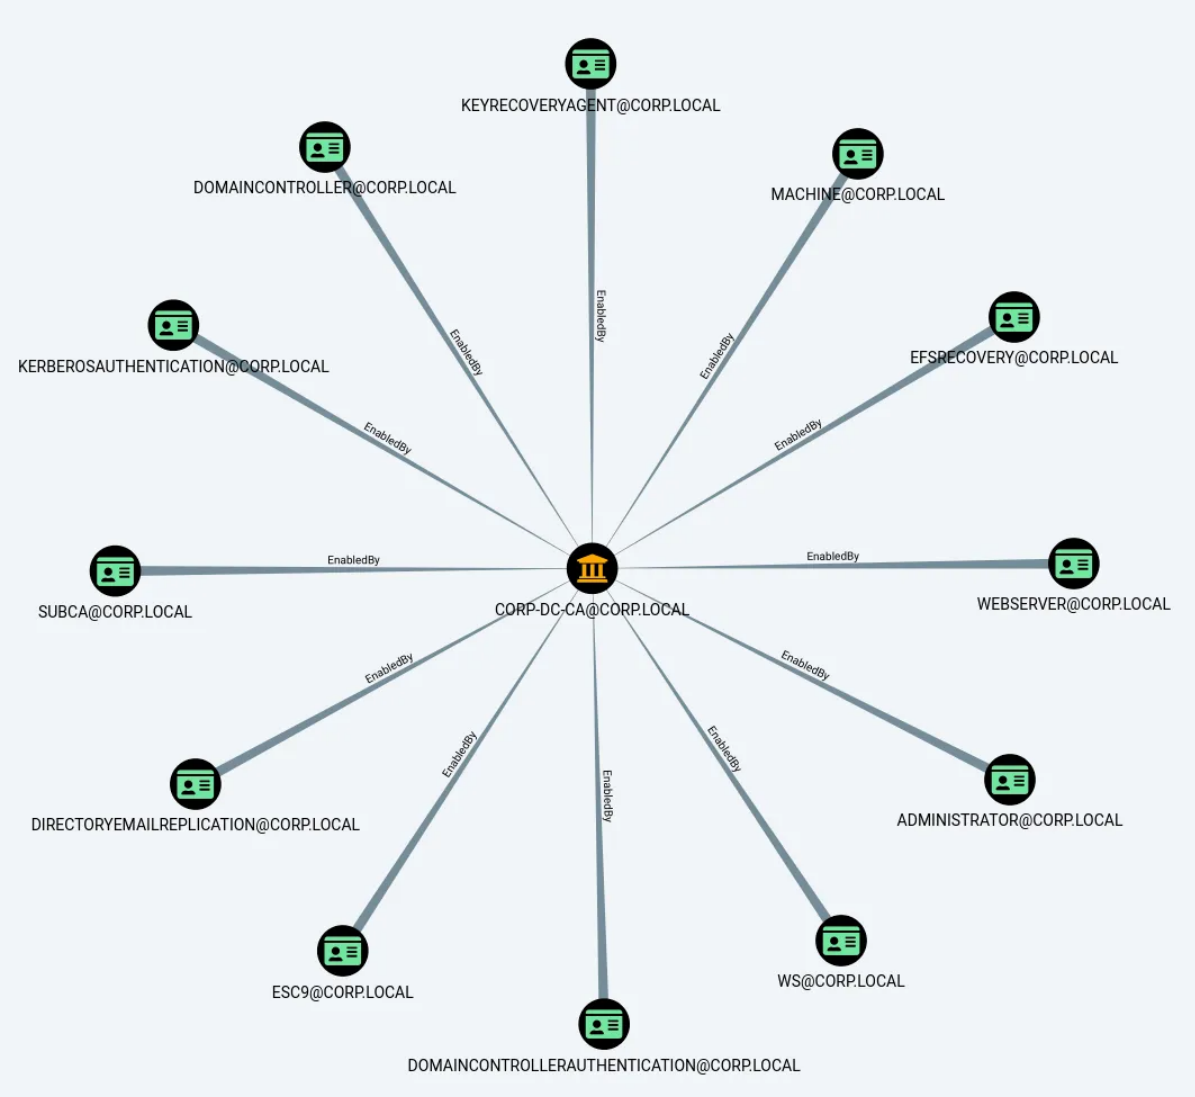 KEYRECOVERYAGENT@CORP.LOCAL
DOMAINCONTROLLER@CORP.LOCAL
MACHINE@CORP.LOCAL
EnabledBy
EnabledBy
EnabledBy
KERBEROSAUTHENTICATION@CORP.LOCAL
EFSRECOVERY@CORP.LOCAL
EnabledBy
EnabledBy
EnabledBy
EnabledBy
SUBCA@CORP.LOCAL
CORP-DC-CA@CORP.LOCAL
WEBSERVER@CORP.LOCAL
EnabledBy
EnabledBy
EnabledBy
EnabledBy
EnabledBy
DIRECTORYEMAILREPLICATION@CORP.LOCAL
ADMINISTRATOR@CORP.LOCAL
ESC9@CORP.LOCAL
WS@CORP.LOCAL
DOMAINCONTROLLERAUTHENTICATION@CORP.LOCAL